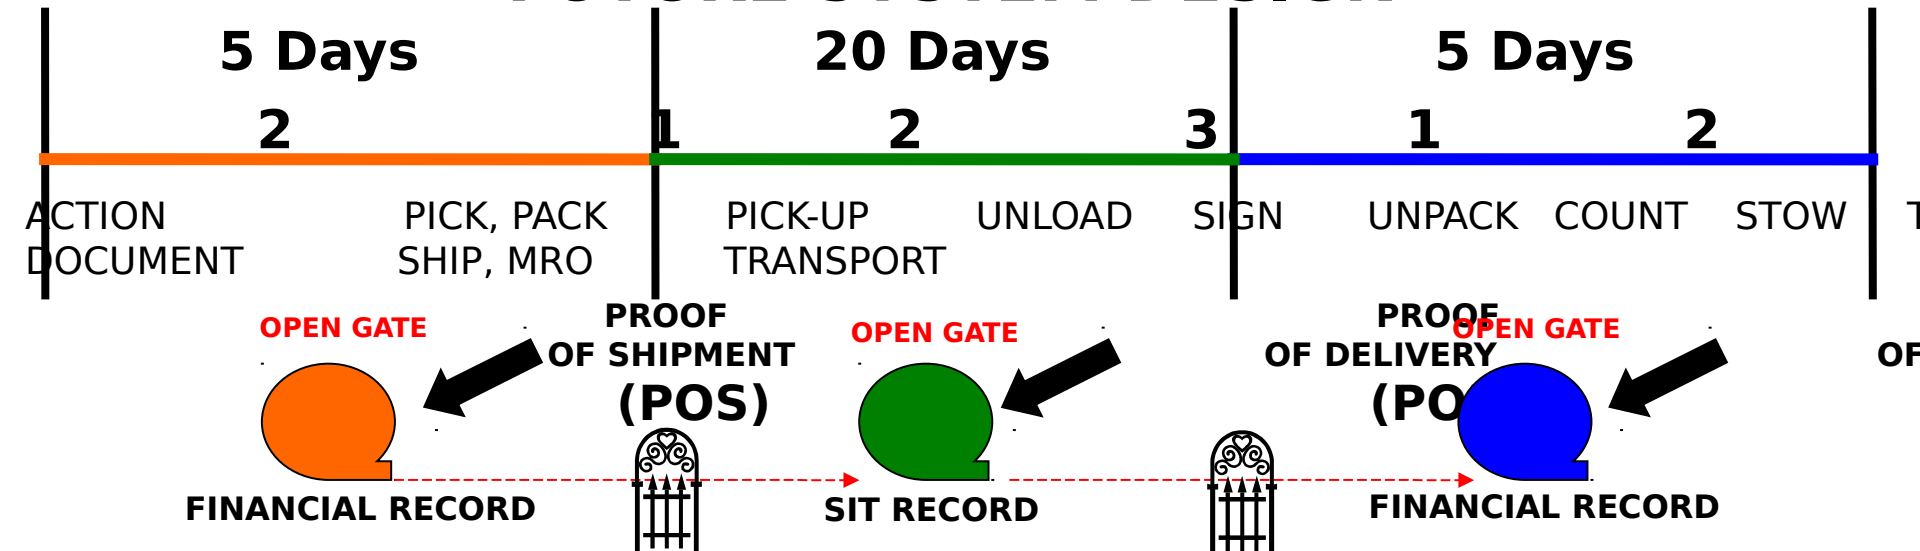 5 Days 20 Days 5 Days
2 1 2 3 1 2
ACTION PICK, PACK PICK-UP UNLOAD SIGN UNPACK COUNT STOW
DOCUMENT SHIP, MRO TRANSPORT
PROOF PROOF
OPEN GATE OPEN GATE OPEN GATE
OF SHIPMENT OF DELIVERY OF
(POS) (PO
FINANCIAL RECORD SIT RECORD FINANCIAL RECORD